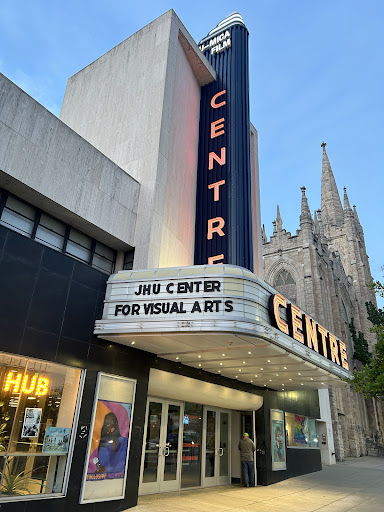 MICA
FILM
CENTRE
JHU CENTER
FOR VISUAL ARTS
CENTRE
HUB